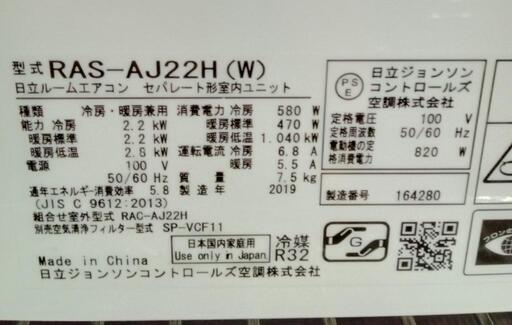 型式 RAS-AJ22H(W)
日立ルームエアコン セパレート形室内ユニット
種類 冷房・暖房兼用
能力 冷房 2.2 kW
暖房標準 2.2 kW
暖房低温 2.8 kW
電源 100 V
50/60 Hz
消費電力 冷房 580 W
暖房標準 470 W
暖房低温 1.040 kW
運転電流 冷房 6.8 A
暖房 5.5 A
質量 7.5kg
通年エネルギー消費効率 5.8 製造年 2019
(JIS C 9612:2013)
組合せ室外型式 RAC-AJ22H
別売空気清浄フィルター型式 SP-VCF11
日本国内家庭用
Use only in Japan
冷媒
R32
Made in China
日立ジョンソンコントロールズ空調株式会社
PS
E
日立ジョンソン
コントロールズ
空調株式会社
定格電圧 100 V
定格周波数 50/60 Hz
電動機の定
格消費電力 820 W
製造番号 164280
G